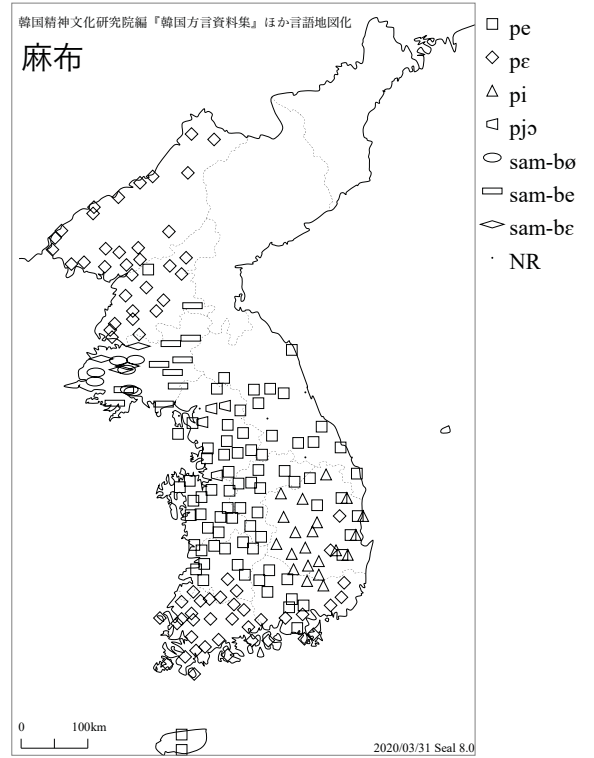 韓国精神文化研究院編『韓国方言資料集』ほか言語地図化
麻布
pe
pɛ
pi
pjɔ
sam-bø
sam-be
sam-bɛ
NR
0 100km
2020/03/31 Seal 8.0